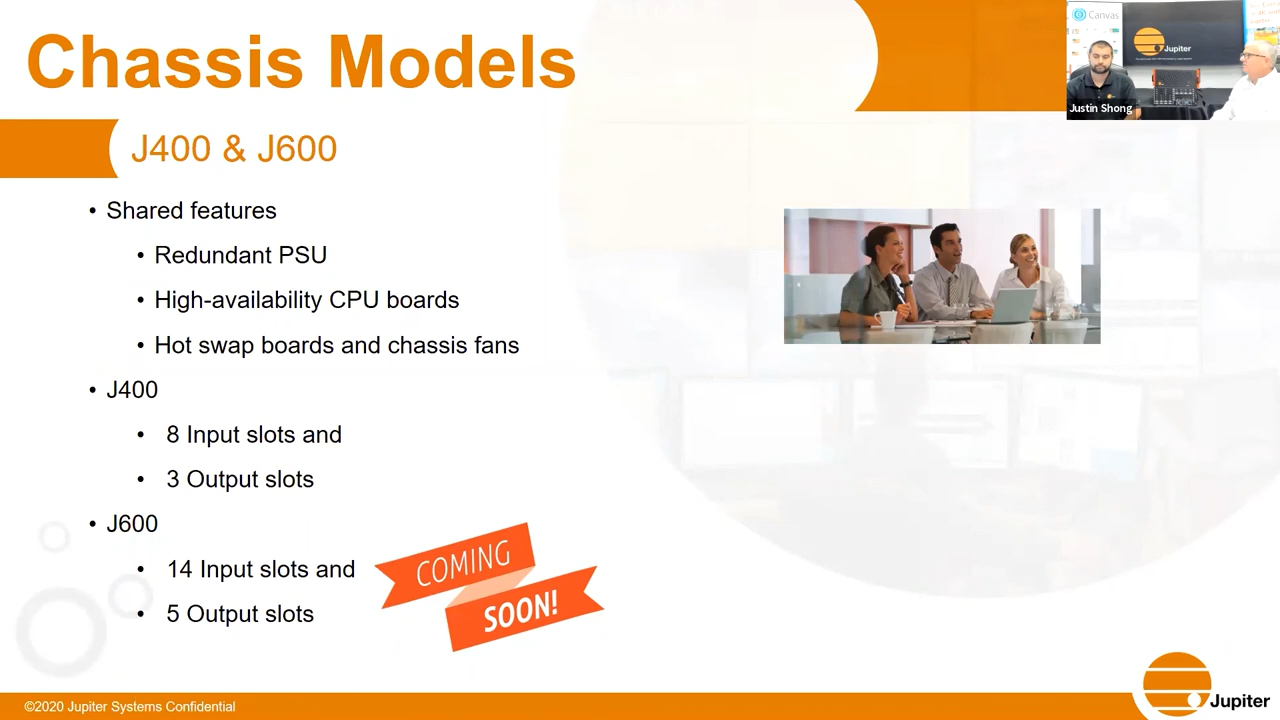 Chassis Models
J400 & J600
• Shared features
• Redundant PSU
• High-availability CPU boards
• Hot swap boards and chassis fans
• J400
• 8 Input slots and
• 3 Output slots
• J600
• 14 Input slots and
• 5 Output slots
COMING
SOON!
Canvas
Jupiter
Justin Shong
©2020 Jupiter Systems Confidential
Jupiter